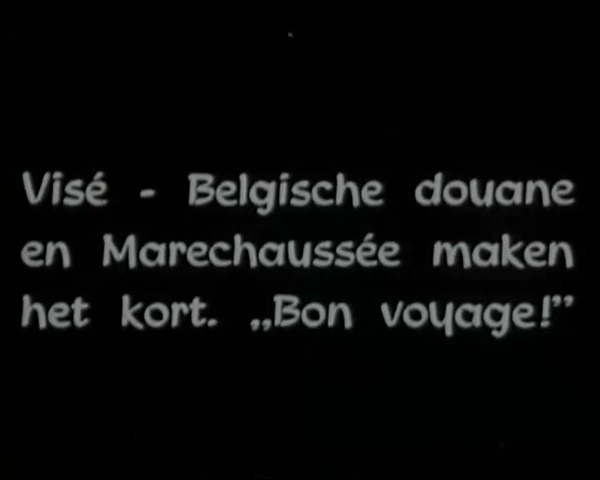 Visé - Belgische douane
en Marechaussée maken
het kort. „Bon voyage!”